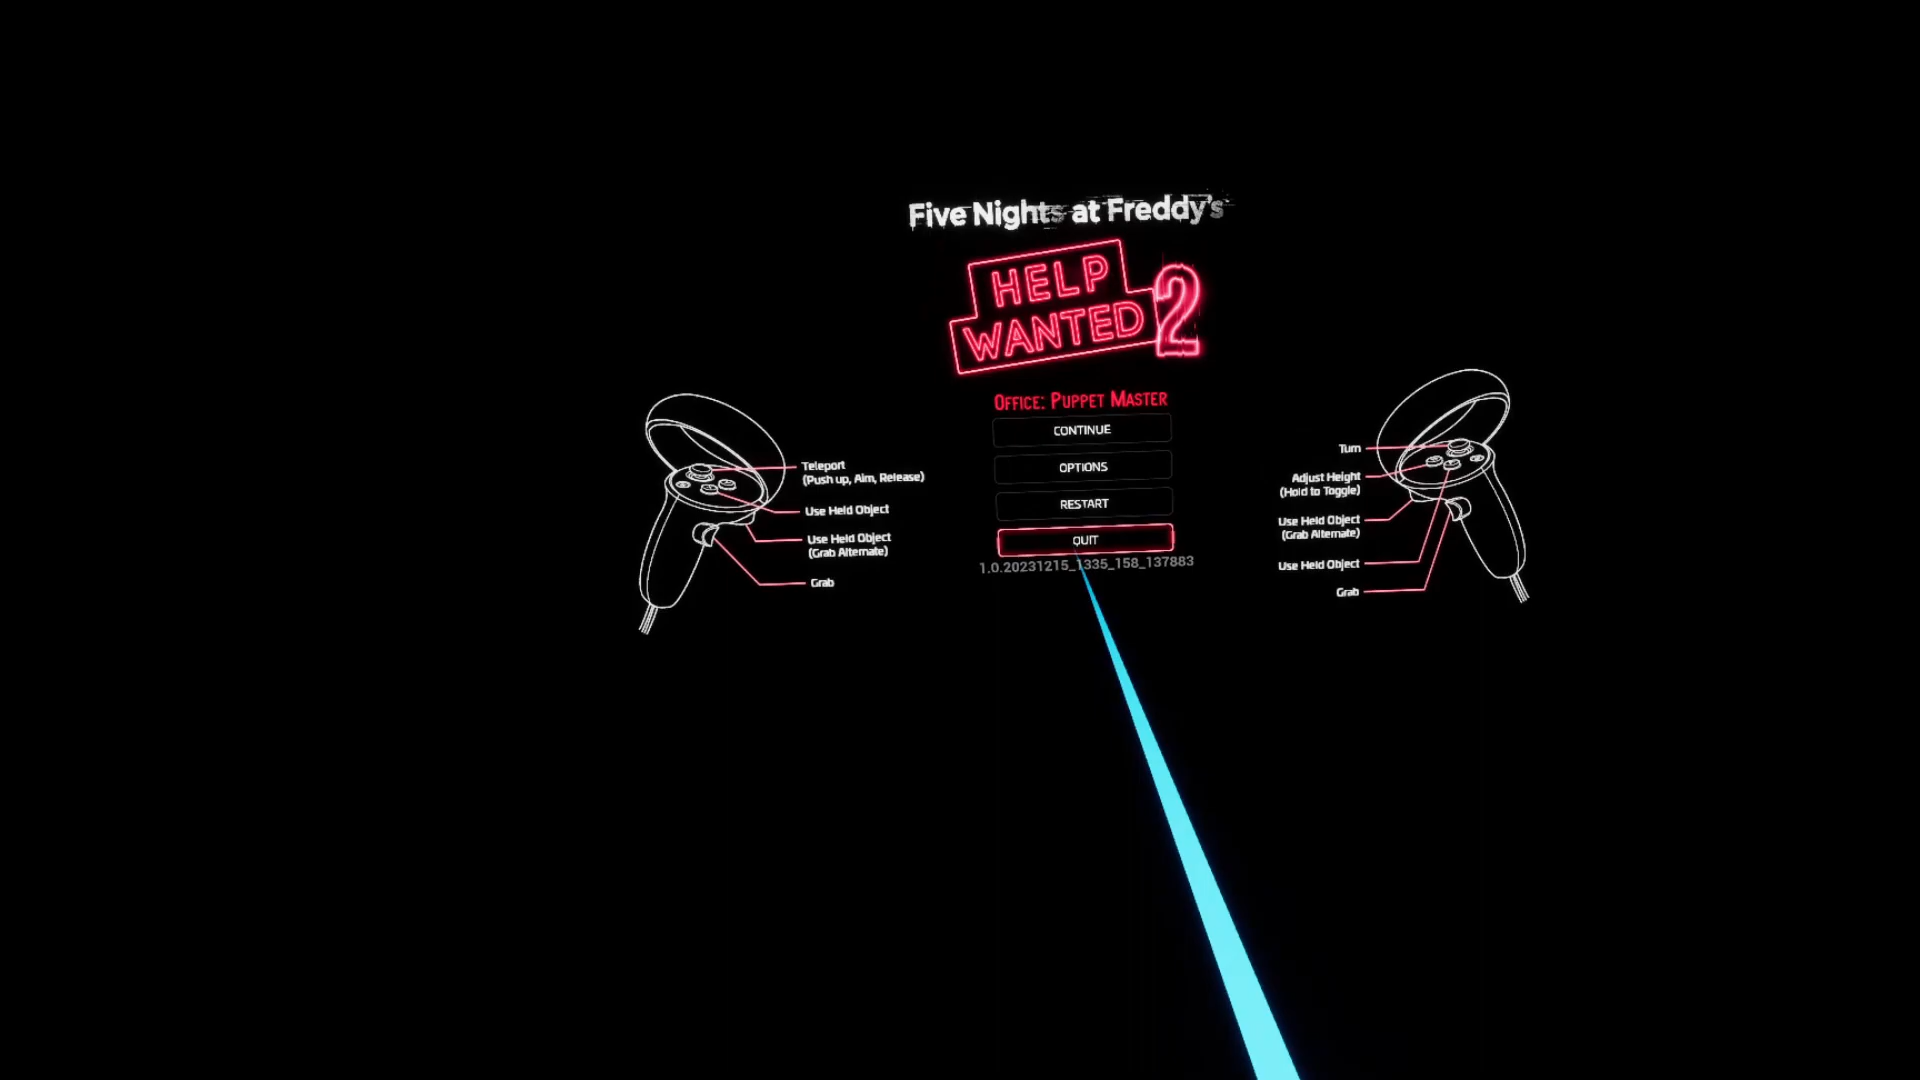 Five Nights at Freddy's
HELP
WANTED 2
OFFICE: PUPPET MASTER
CONTINUE
OPTIONS
RESTART
QUIT
1.0.20231215_1335_158_137883
Teleport
(Push up, Aim, Release)
Use Held Object
Use Held Object
(Grab Alternate)
Grab
Turn
Adjust Height
(Hold to Toggle)
Use Held Object
(Grab Alternate)
Use Held Object
Grab